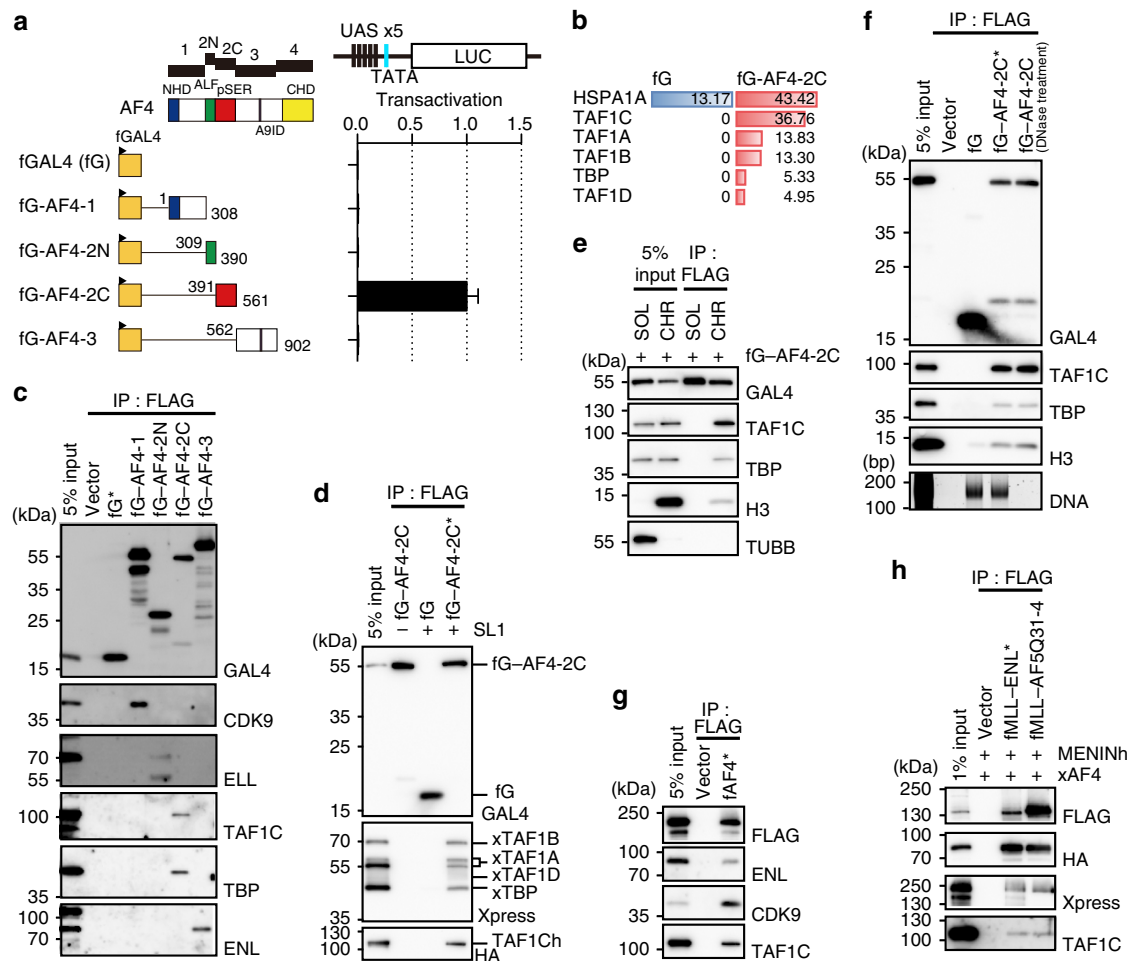 a
UAS x5
TATA
LUC
1 2N 2C 3 4
NHD ALF pSER CHD
AF4
A9ID
Transactivation
0.0 0.5 1.0 1.5
fGAL4
fGAL4 (fG)
fG-AF4-1 1 308
fG-AF4-2N 309 390
fG-AF4-2C 391 561
fG-AF4-3 562 902
b
fG fG-AF4-2C
HSPA1A 13.17 43.42
TAF1C 0 36.76
TAF1A 0 13.83
TAF1B 0 13.30
TBP 0 5.33
TAF1D 0 4.95
c
IP : FLAG
5% input
Vector
fG*
fG–AF4-1
fG–AF4-2N
fG–AF4-2C
fG–AF4-3
(kDa)
55
35
25
15
GAL4
35
CDK9
70
55
ELL
100
TAF1C
35
TBP
100
70
ENL
d
IP : FLAG
5% input
– fG–AF4-2C
+ fG
+ fG–AF4-2C*
SL1
(kDa)
55
fG–AF4-2C
35
25
15
fG
GAL4
70
xTAF1B
55
xTAF1A
xTAF1D
xTBP
35
Xpress
130
100
TAF1Ch
HA
e
5% input
IP : FLAG
SOL
CHR
SOL
CHR
(kDa)
+ + + + fG–AF4-2C
55
GAL4
130
100
TAF1C
35
TBP
15
H3
55
TUBB
f
IP : FLAG
5% input
Vector
fG
fG–AF4-2C*
fG–AF4-2C
(DNase treatment)
(kDa)
55
35
25
15
GAL4
100
TAF1C
35
TBP
15
H3
(bp)
200
100
DNA
g
IP : FLAG
5% input
Vector
fAF4*
(kDa)
250
FLAG
100
70
ENL
35
CDK9
100
TAF1C
h
IP : FLAG
1% input
Vector
fMLL–ENL*
fMLL–AF5Q31-4
+ + + MENINh
+ + + xAF4
(kDa)
250
130
FLAG
100
70
HA
250
130
Xpress
130
100
TAF1C